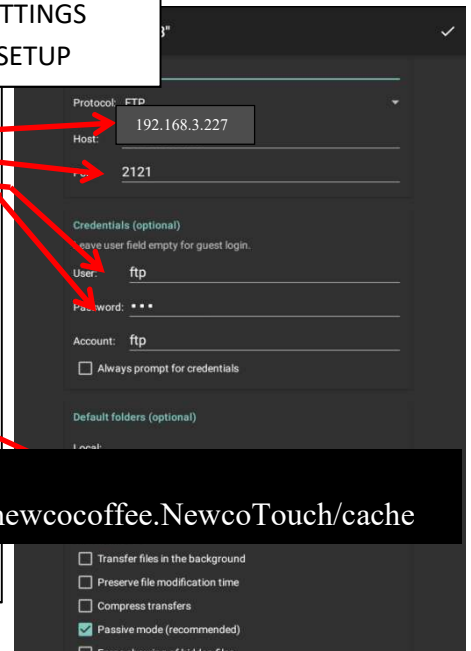 TTINGS
SETUP
3"
Protocol: FTP
192.168.3.227
Host:
2121
Credentials (optional)
Leave user field empty for guest login.
User: ftp
Password: •••
Account: ftp
Always prompt for credentials
Default folders (optional)
Local:
newcocoffee.NewcoTouch/cache
Transfer files in the background
Preserve file modification time
Compress transfers
Passive mode (recommended)